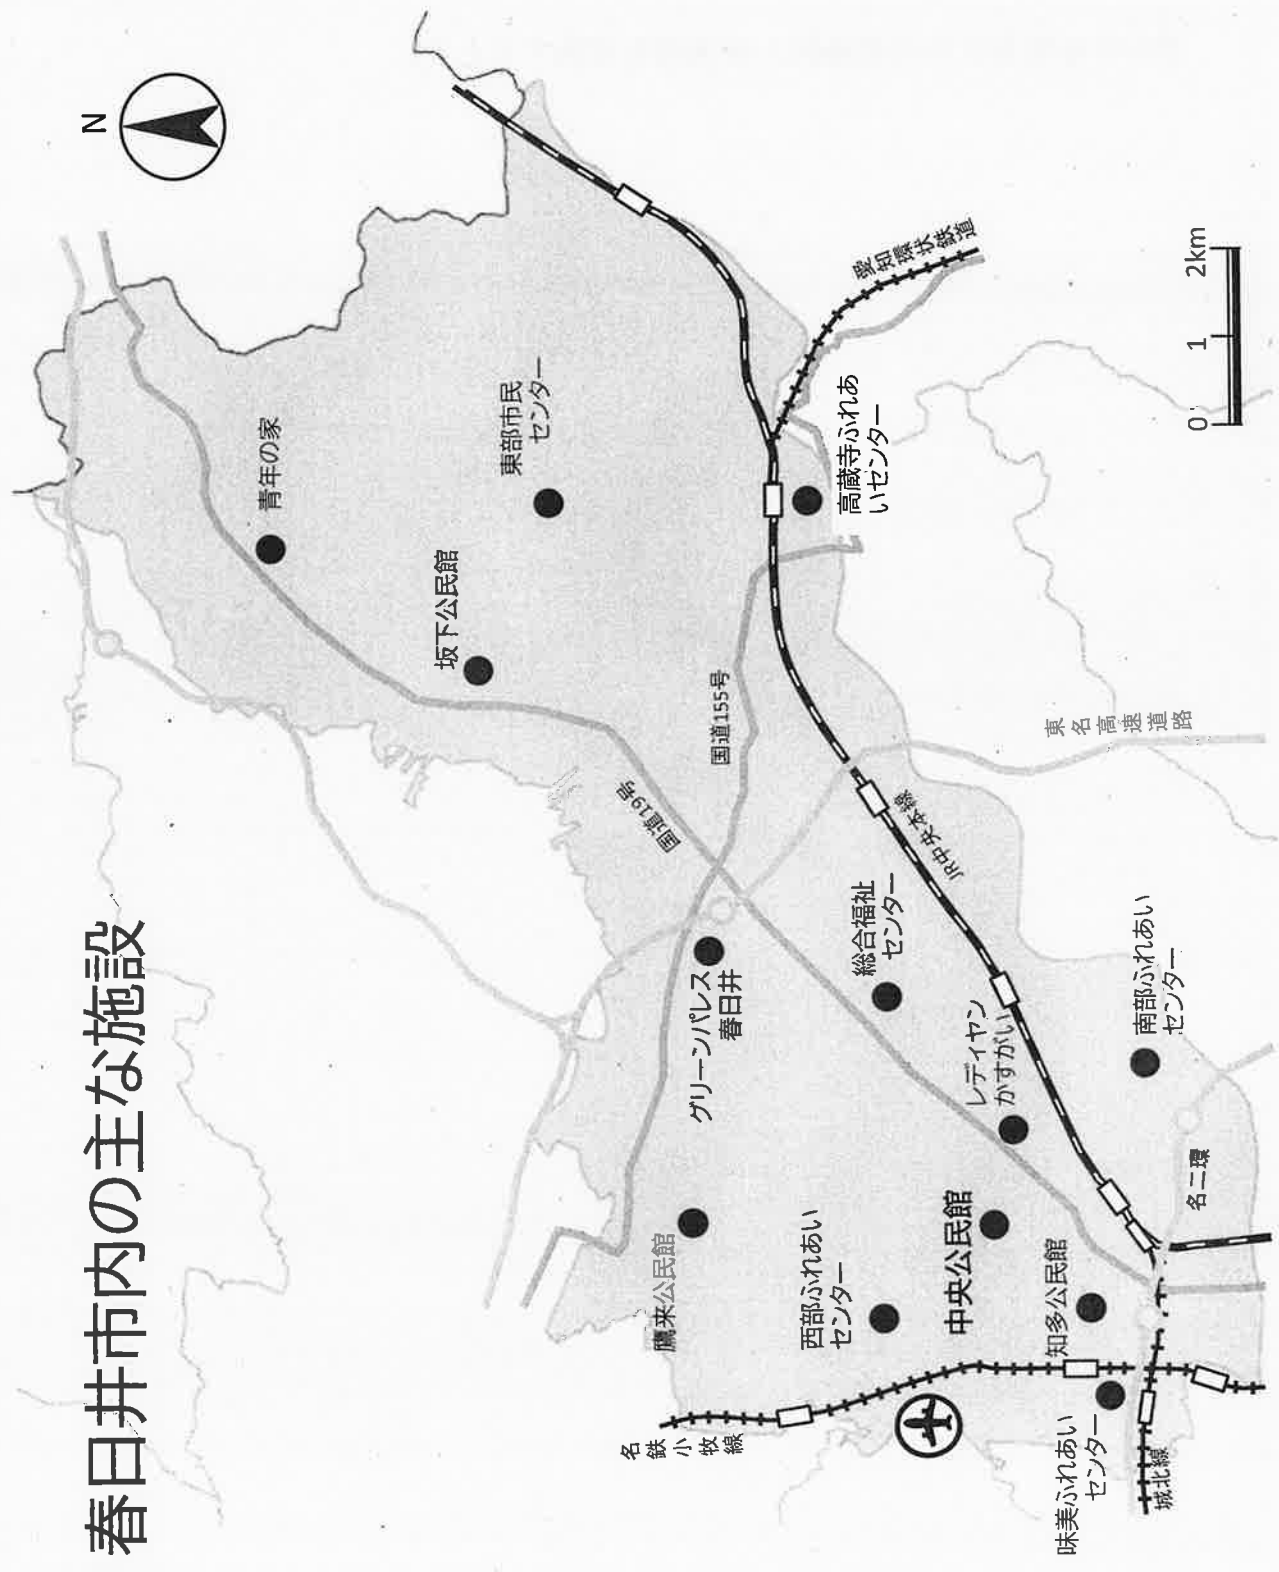 春日井市内の主な施設
N
青年の家
東部市民
センター
坂下公民館
高蔵寺ふれあ
いセンター
愛知環状鉄道
国道155号
国道19号
東名高速道路
JR中央本線
グリーンパレス
春日井
総合福祉
センター
レディヤン
かすがい
南部ふれあい
センター
鷹来公民館
西部ふれあい
センター
中央公民館
知多公民館
名二環
名鉄小牧線
味美ふれあい
センター
城北線
0 1 2km